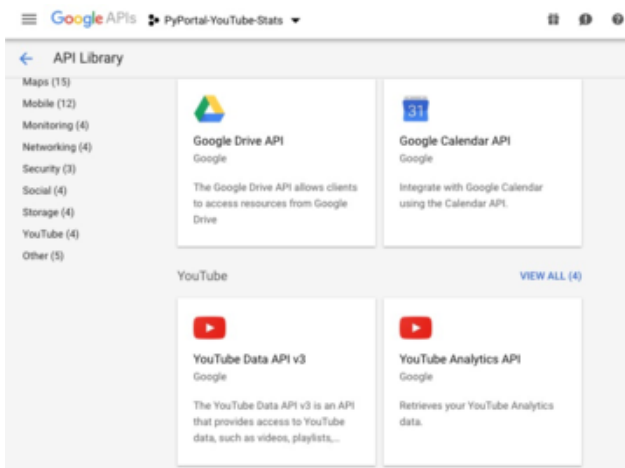 Google APIs PyPortal-YouTube-Stats
API Library
Maps (15)
Mobile (12)
Monitoring (4)
Networking (4)
Security (3)
Social (4)
Storage (4)
YouTube (4)
Other (5)
Google Drive API
Google
The Google Drive API allows clients
to access resources from Google
Drive
31
Google Calendar API
Google
Integrate with Google Calendar
using the Calendar API.
YouTube
VIEW ALL (4)
YouTube Data API v3
Google
The YouTube Data API v3 is an API
that provides access to YouTube
data, such as videos, playlists,...
YouTube Analytics API
Google
Retrieves your YouTube Analytics
data.